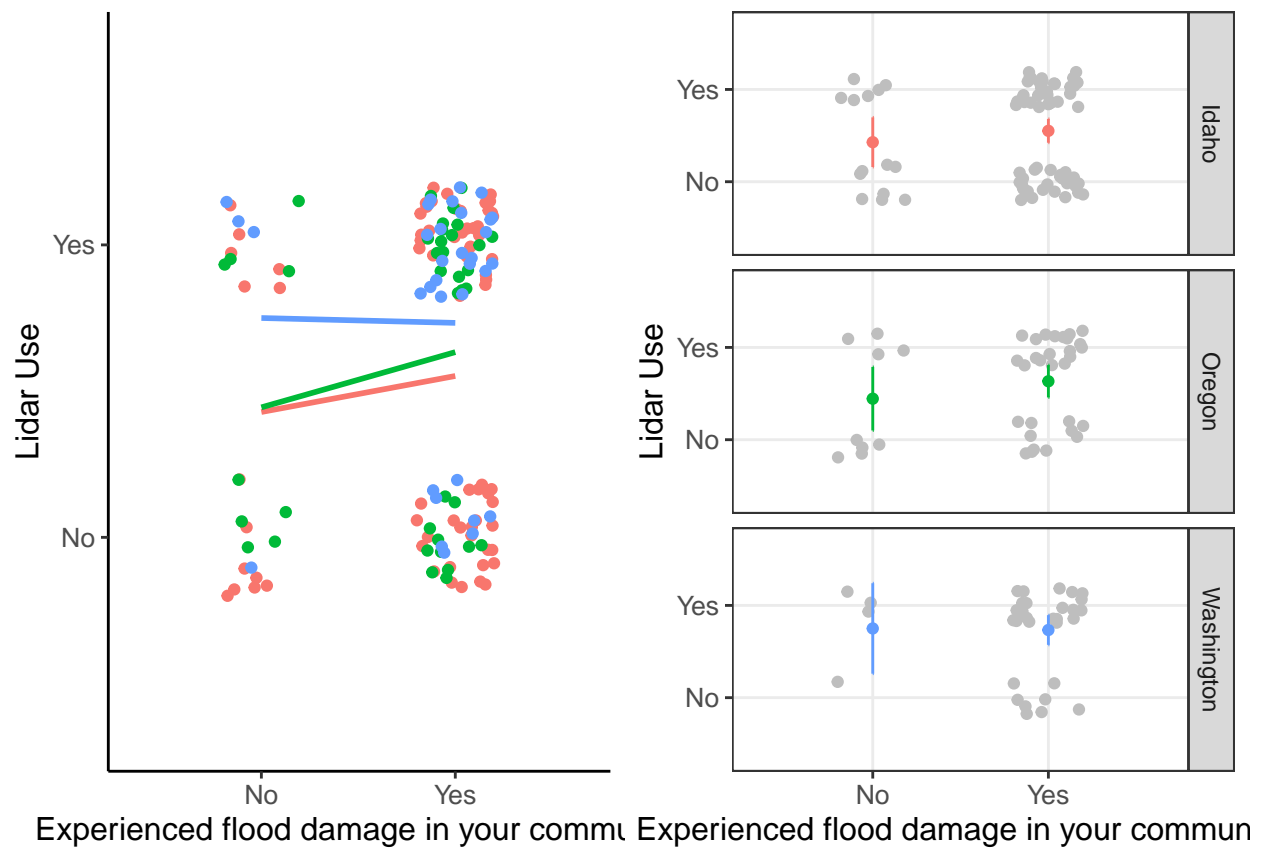 Lidar Use
Yes
No
No
Yes
Experienced flood damage in your commu
Lidar Use
Yes
No
Idaho
Yes
No
Oregon
Yes
No
Washington
No
Yes
Experienced flood damage in your commun